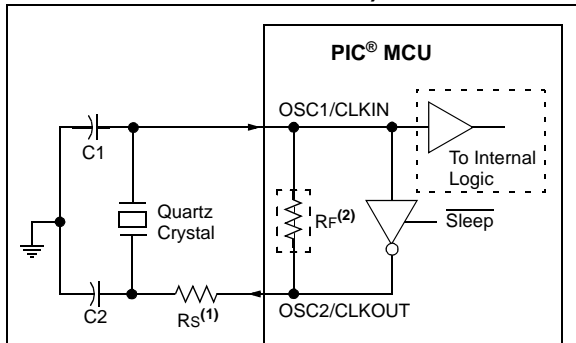 PIC® MCU
OSC1/CLKIN
C1
To Internal
Logic
Quartz
Crystal
RF(2)
Sleep
C2
RS(1)
OSC2/CLKOUT